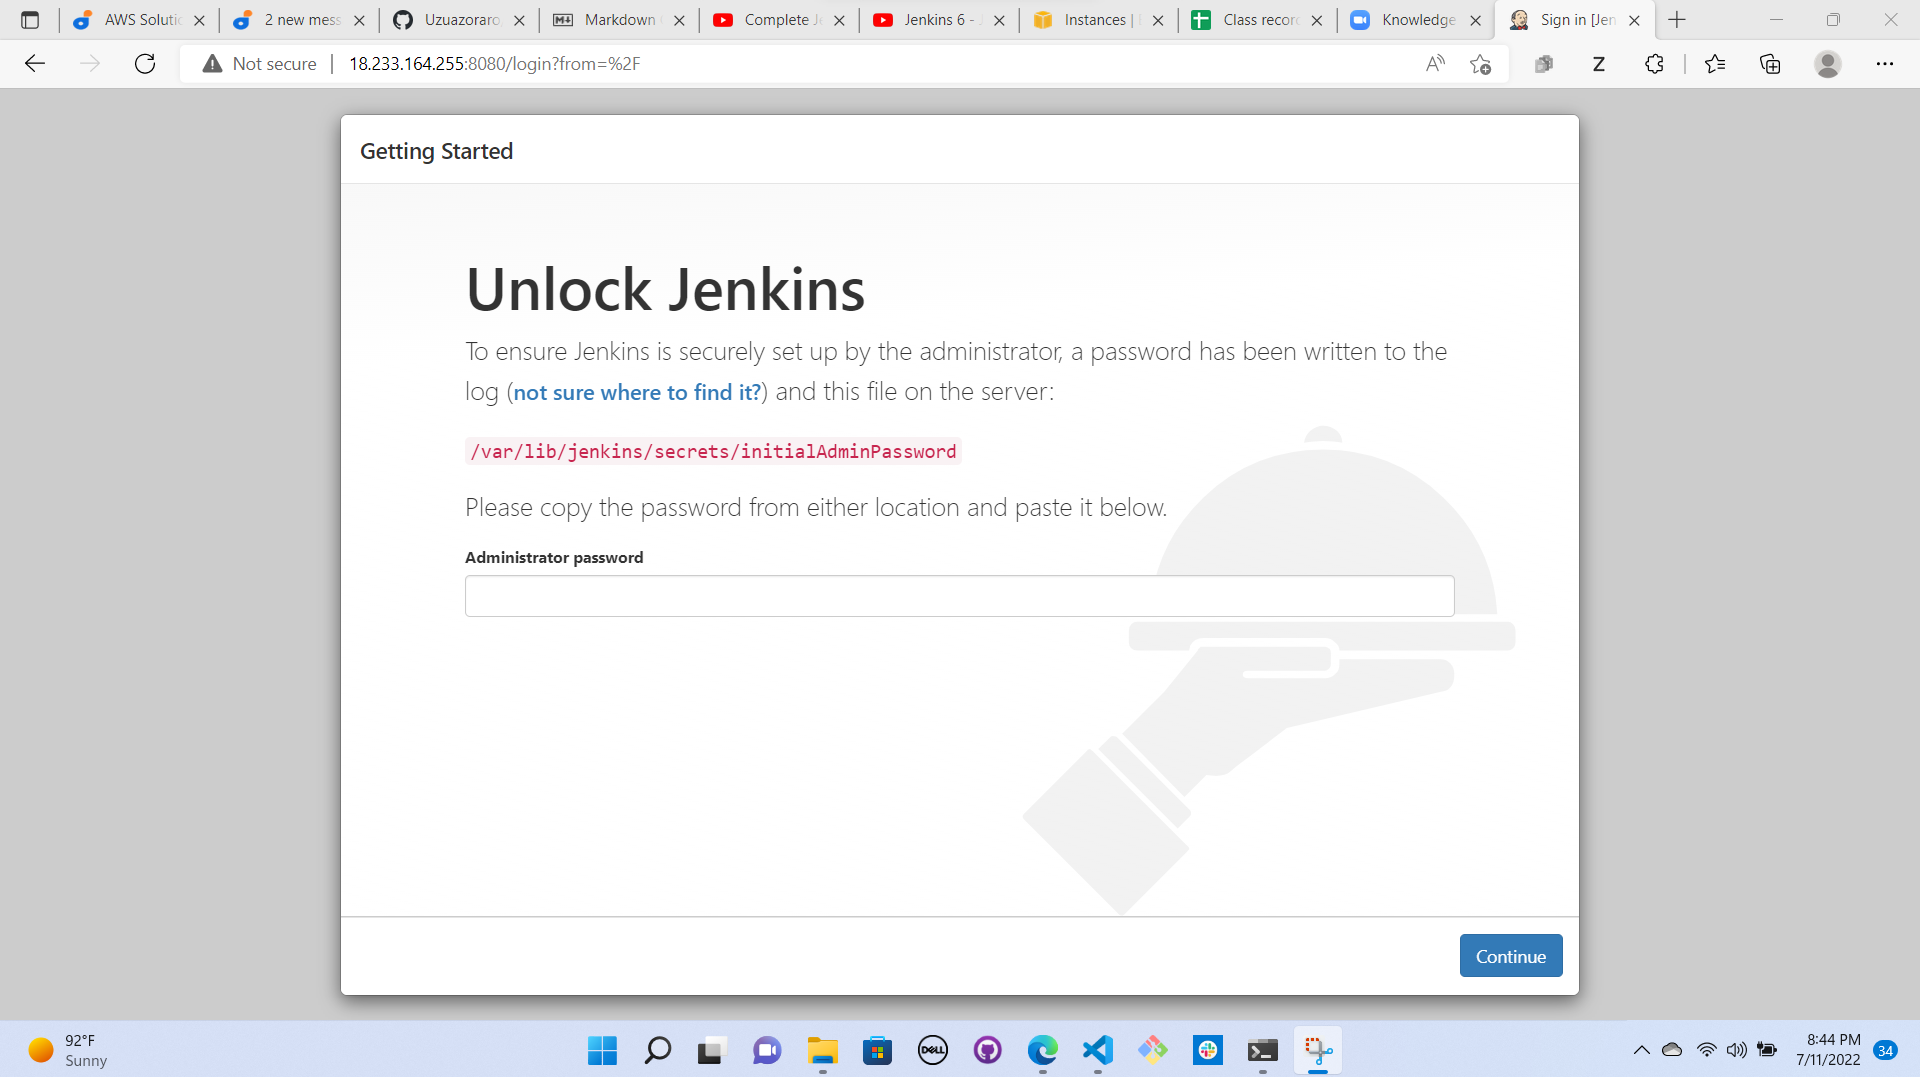 AWS Solutio
2 new mess
Uzuazoraro
Markdown
Complete Je
Jenkins 6 - J
Instances |
Class record
Knowledge
Sign in [Jen
Not secure
18.233.164.255:8080/login?from=%2F
Getting Started
Unlock Jenkins
To ensure Jenkins is securely set up by the administrator, a password has been written to the
log (not sure where to find it?) and this file on the server:
/var/lib/jenkins/secrets/initialAdminPassword
Please copy the password from either location and paste it below.
Administrator password
Continue
92°F
Sunny
DELL
8:44 PM
7/11/2022
34